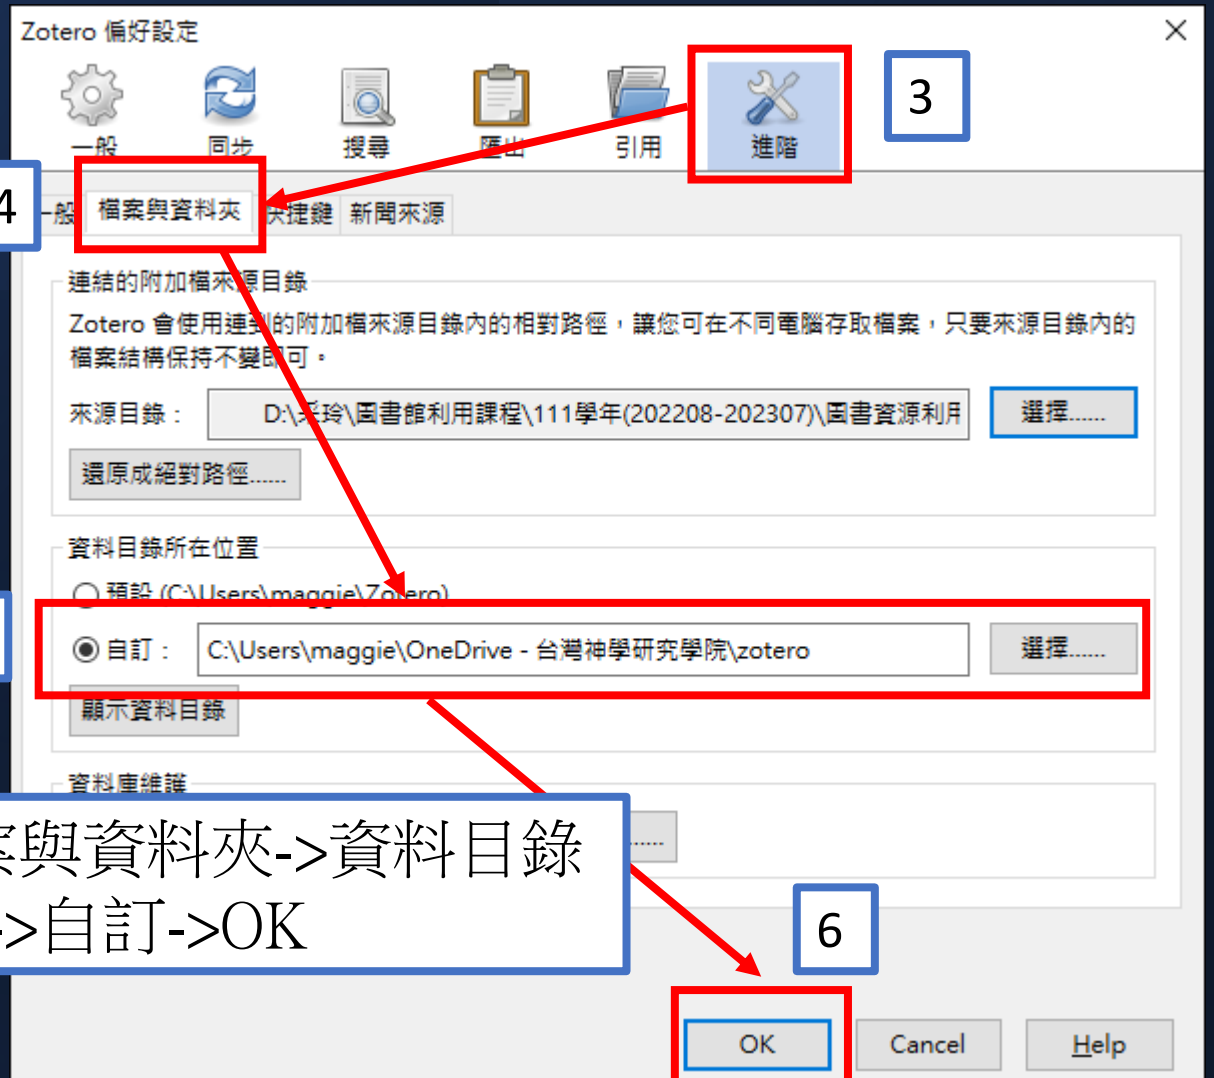 Zotero 偏好設定
一般 同步 搜尋 匯出 引用 進階
3
4
一般 檔案與資料夾 快捷鍵 新聞來源
連結的附加檔來源目錄
Zotero 會使用連到的附加檔來源目錄內的相對路徑，讓您可在不同電腦存取檔案，只要來源目錄內的
檔案結構保持不變即可。
來源目錄： D:\采玲\圖書館利用課程\111學年(202208-202307)\圖書資源利用 選擇......
還原成絕對路徑......
資料目錄所在位置
預設 (C:\Users\maggie\Zotero)
自訂： C:\Users\maggie\OneDrive - 台灣神學研究學院\zotero 選擇......
顯示資料目錄
資料庫維護
......
案與資料夾->資料目錄
->自訂->OK
6
OK Cancel Help